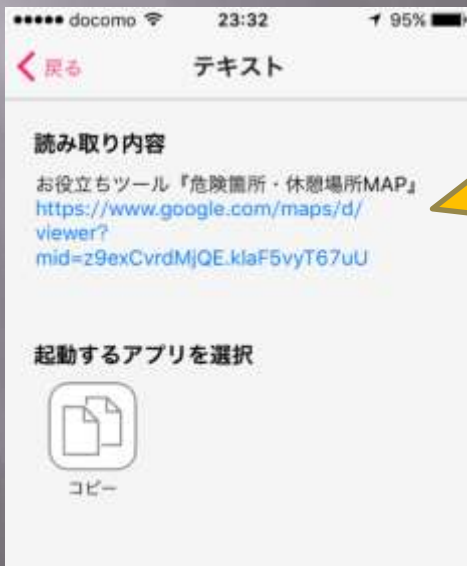 docomo 23:32 95%
戻る テキスト
読み取り内容
お役立ちツール『危険箇所・休憩場所MAP』
https://www.google.com/maps/d/
viewer?
mid=z9exCvrdMjQE.klaF5vyT67uU
起動するアプリを選択
コピー